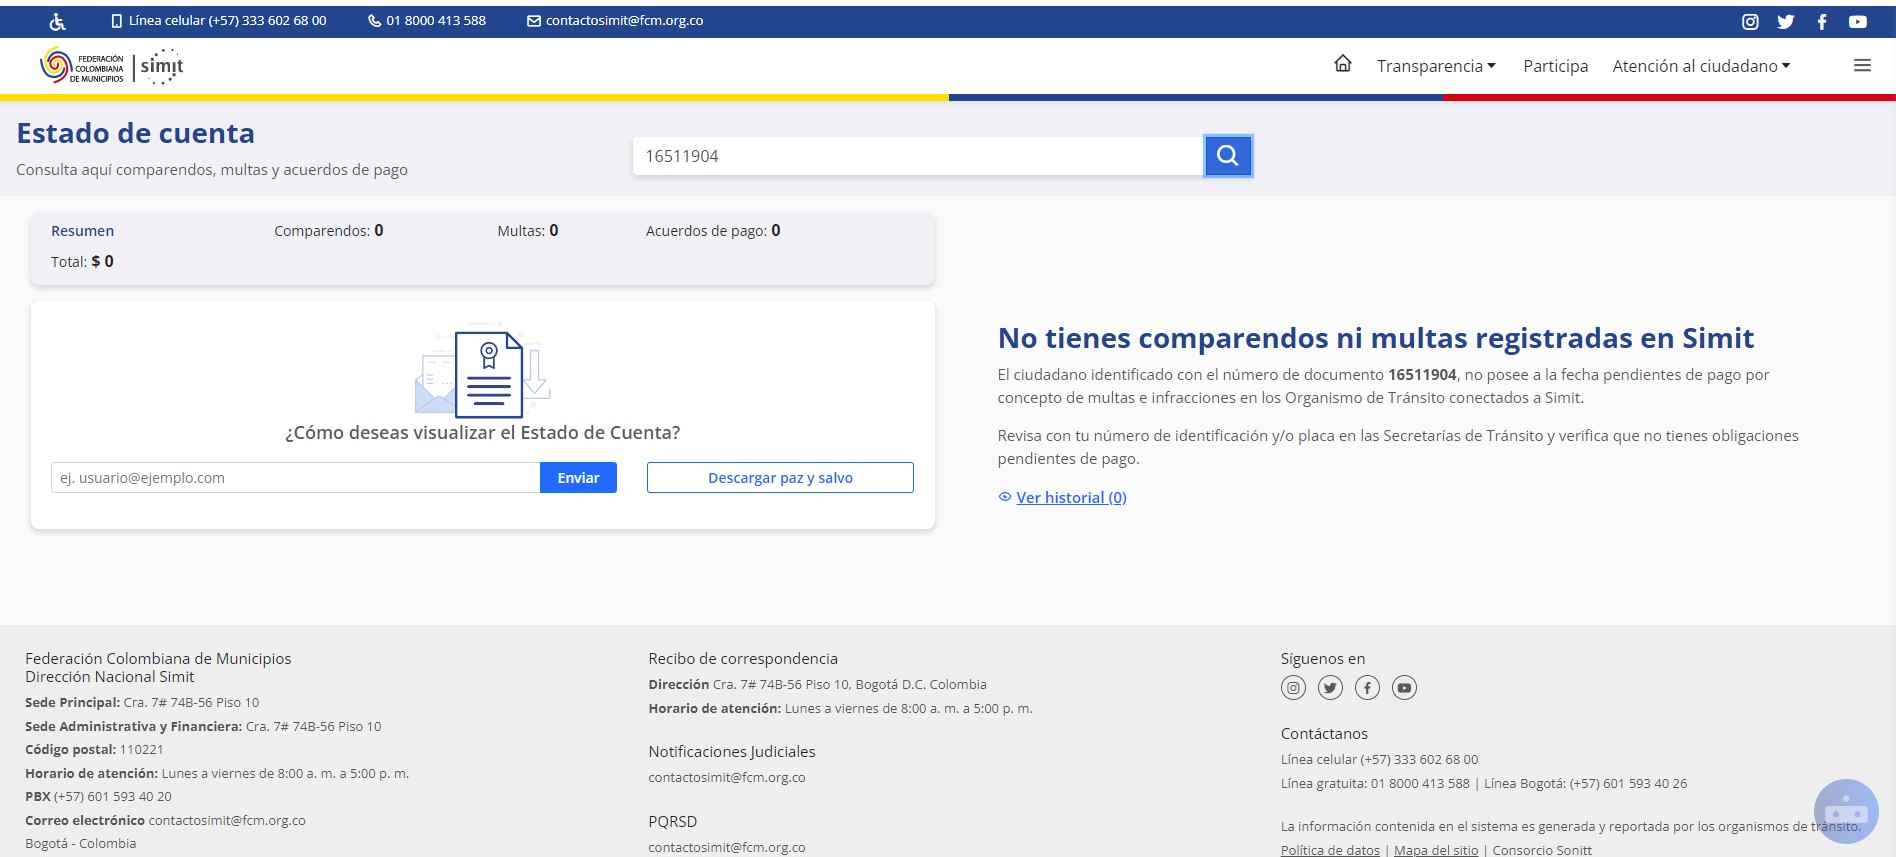 Línea celular (+57) 333 602 68 00
01 8000 413 588
contactosimit@fcm.org.co
FEDERACIÓN
COLOMBIANA
DE MUNICIPIOS
simit
Transparencia
Participa
Atención al ciudadano
Estado de cuenta
Consulta aquí comparendos, multas y acuerdos de pago
16511904
Resumen
Comparendos: 0
Multas: 0
Acuerdos de pago: 0
Total: $ 0
¿Cómo deseas visualizar el Estado de Cuenta?
ej. usuario@ejemplo.com
Enviar
Descargar paz y salvo
No tienes comparendos ni multas registradas en Simit
El ciudadano identificado con el número de documento 16511904, no posee a la fecha pendientes de pago por
concepto de multas e infracciones en los Organismo de Tránsito conectados a Simit.
Revisa con tu número de identificación y/o placa en las Secretarías de Tránsito y verifica que no tienes obligaciones
pendientes de pago.
Ver historial (0)
Federación Colombiana de Municipios
Dirección Nacional Simit
Sede Principal: Cra. 7# 74B-56 Piso 10
Sede Administrativa y Financiera: Cra. 7# 74B-56 Piso 10
Código postal: 110221
Horario de atención: Lunes a viernes de 8:00 a. m. a 5:00 p. m.
PBX (+57) 601 593 40 20
Correo electrónico contactosimit@fcm.org.co
Bogotá - Colombia
Recibo de correspondencia
Dirección Cra. 7# 74B-56 Piso 10, Bogotá D.C. Colombia
Horario de atención: Lunes a viernes de 8:00 a. m. a 5:00 p. m.
Notificaciones Judiciales
contactosimit@fcm.org.co
PQRSD
contactosimit@fcm.org.co
Síguenos en
Contáctanos
Línea celular (+57) 333 602 68 00
Línea gratuita: 01 8000 413 588 | Línea Bogotá: (+57) 601 593 40 26
La información contenida en el sistema es generada y reportada por los organismos de tránsito.
Política de datos | Mapa del sitio | Consorcio Sonitt